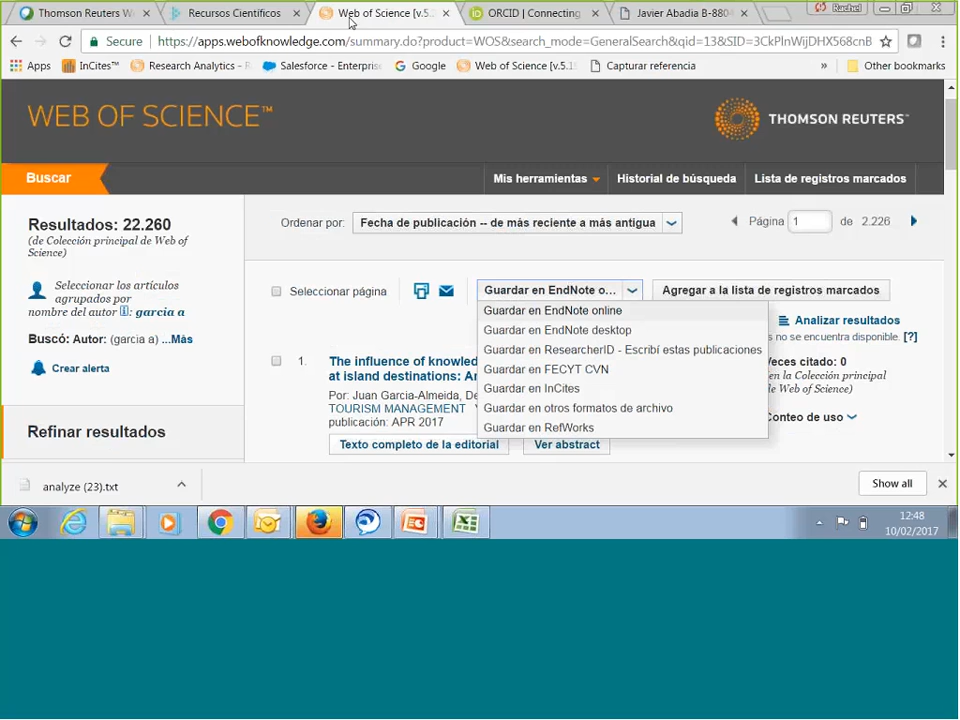 Thomson Reuters W
Recursos Científicos
Web of Science [v.5.2
ORCID | Connecting
Javier Abadia B-880
Rachel
Secure
https://apps.webofknowledge.com/summary.do?product=WOS&search_mode=GeneralSearch&qid=13&SID=3CkPlnWijDHX568cnB
Apps
InCites™
Research Analytics - R
Salesforce - Enterpris
Google
Web of Science [v.5.15
Capturar referencia
»
Other bookmarks
WEB OF SCIENCE™
THOMSON REUTERS™
Buscar
Mis herramientas
Historial de búsqueda
Lista de registros marcados
Resultados: 22.260
(de Colección principal de Web of
Science)
Seleccionar los artículos
agrupados por
nombre del autor i: garcia a
Buscó: Autor: (garcia a) ...Más
Crear alerta
Refinar resultados
Ordenar por:
Fecha de publicación -- de más reciente a más antigua
Página 1 de 2.226
Seleccionar página
Guardar en EndNote o...
Agregar a la lista de registros marcados
Guardar en EndNote online
Guardar en EndNote desktop
Guardar en ResearcherID - Escribí estas publicaciones
Guardar en FECYT CVN
Guardar en InCites
Guardar en otros formatos de archivo
Guardar en RefWorks
Analizar resultados
s no se encuentra disponible. [?]
1.
The influence of knowled
at island destinations: An
Por: Juan Garcia-Almeida, De
TOURISM MANAGEMENT V
publicación: APR 2017
Texto completo de la editorial
Ver abstract
Veces citado: 0
(en la Colección principal
de Web of Science)
Conteo de uso
analyze (23).txt
Show all
12:48
10/02/2017